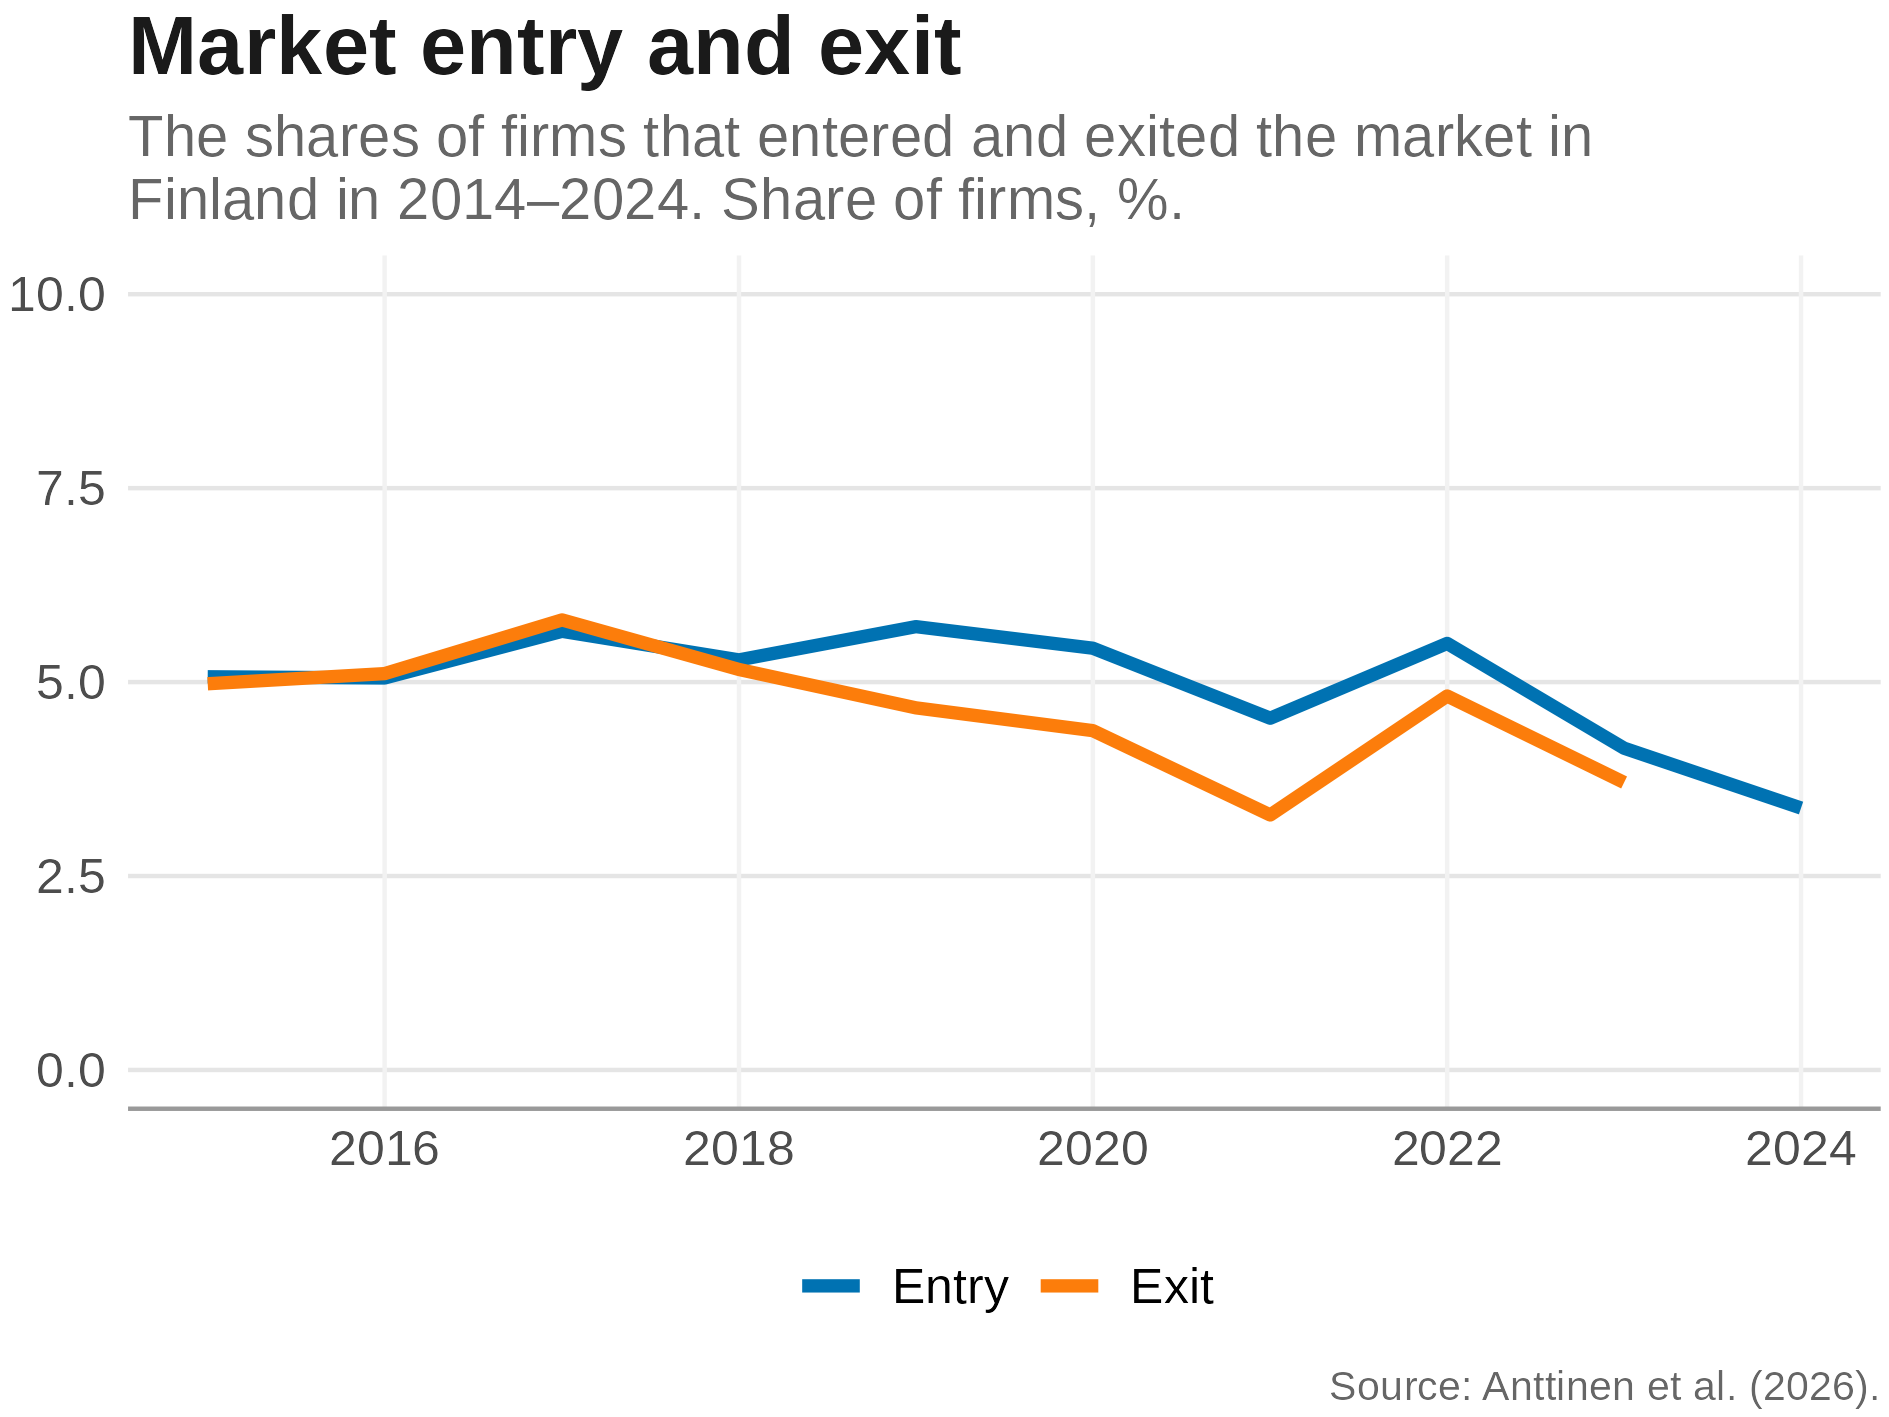 Market entry and exit
The shares of firms that entered and exited the market in
Finland in 2014–2024. Share of firms, %.
10.0
7.5
5.0
2.5
0.0
2016 2018 2020 2022 2024
Entry Exit
Source: Anttinen et al. (2026).